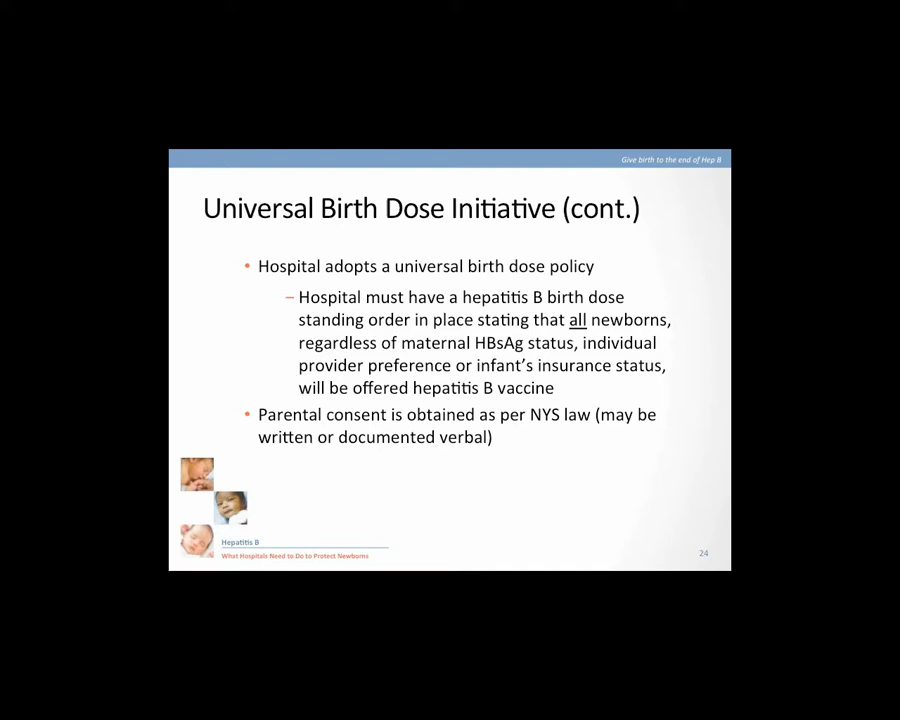 Give birth to the end of Hep B
Universal Birth Dose Initiative (cont.)
• Hospital adopts a universal birth dose policy
– Hospital must have a hepatitis B birth dose
standing order in place stating that all newborns,
regardless of maternal HBsAg status, individual
provider preference or infant's insurance status,
will be offered hepatitis B vaccine
• Parental consent is obtained as per NYS law (may be
written or documented verbal)
Hepatitis B
What Hospitals Need to Do to Protect Newborns
24